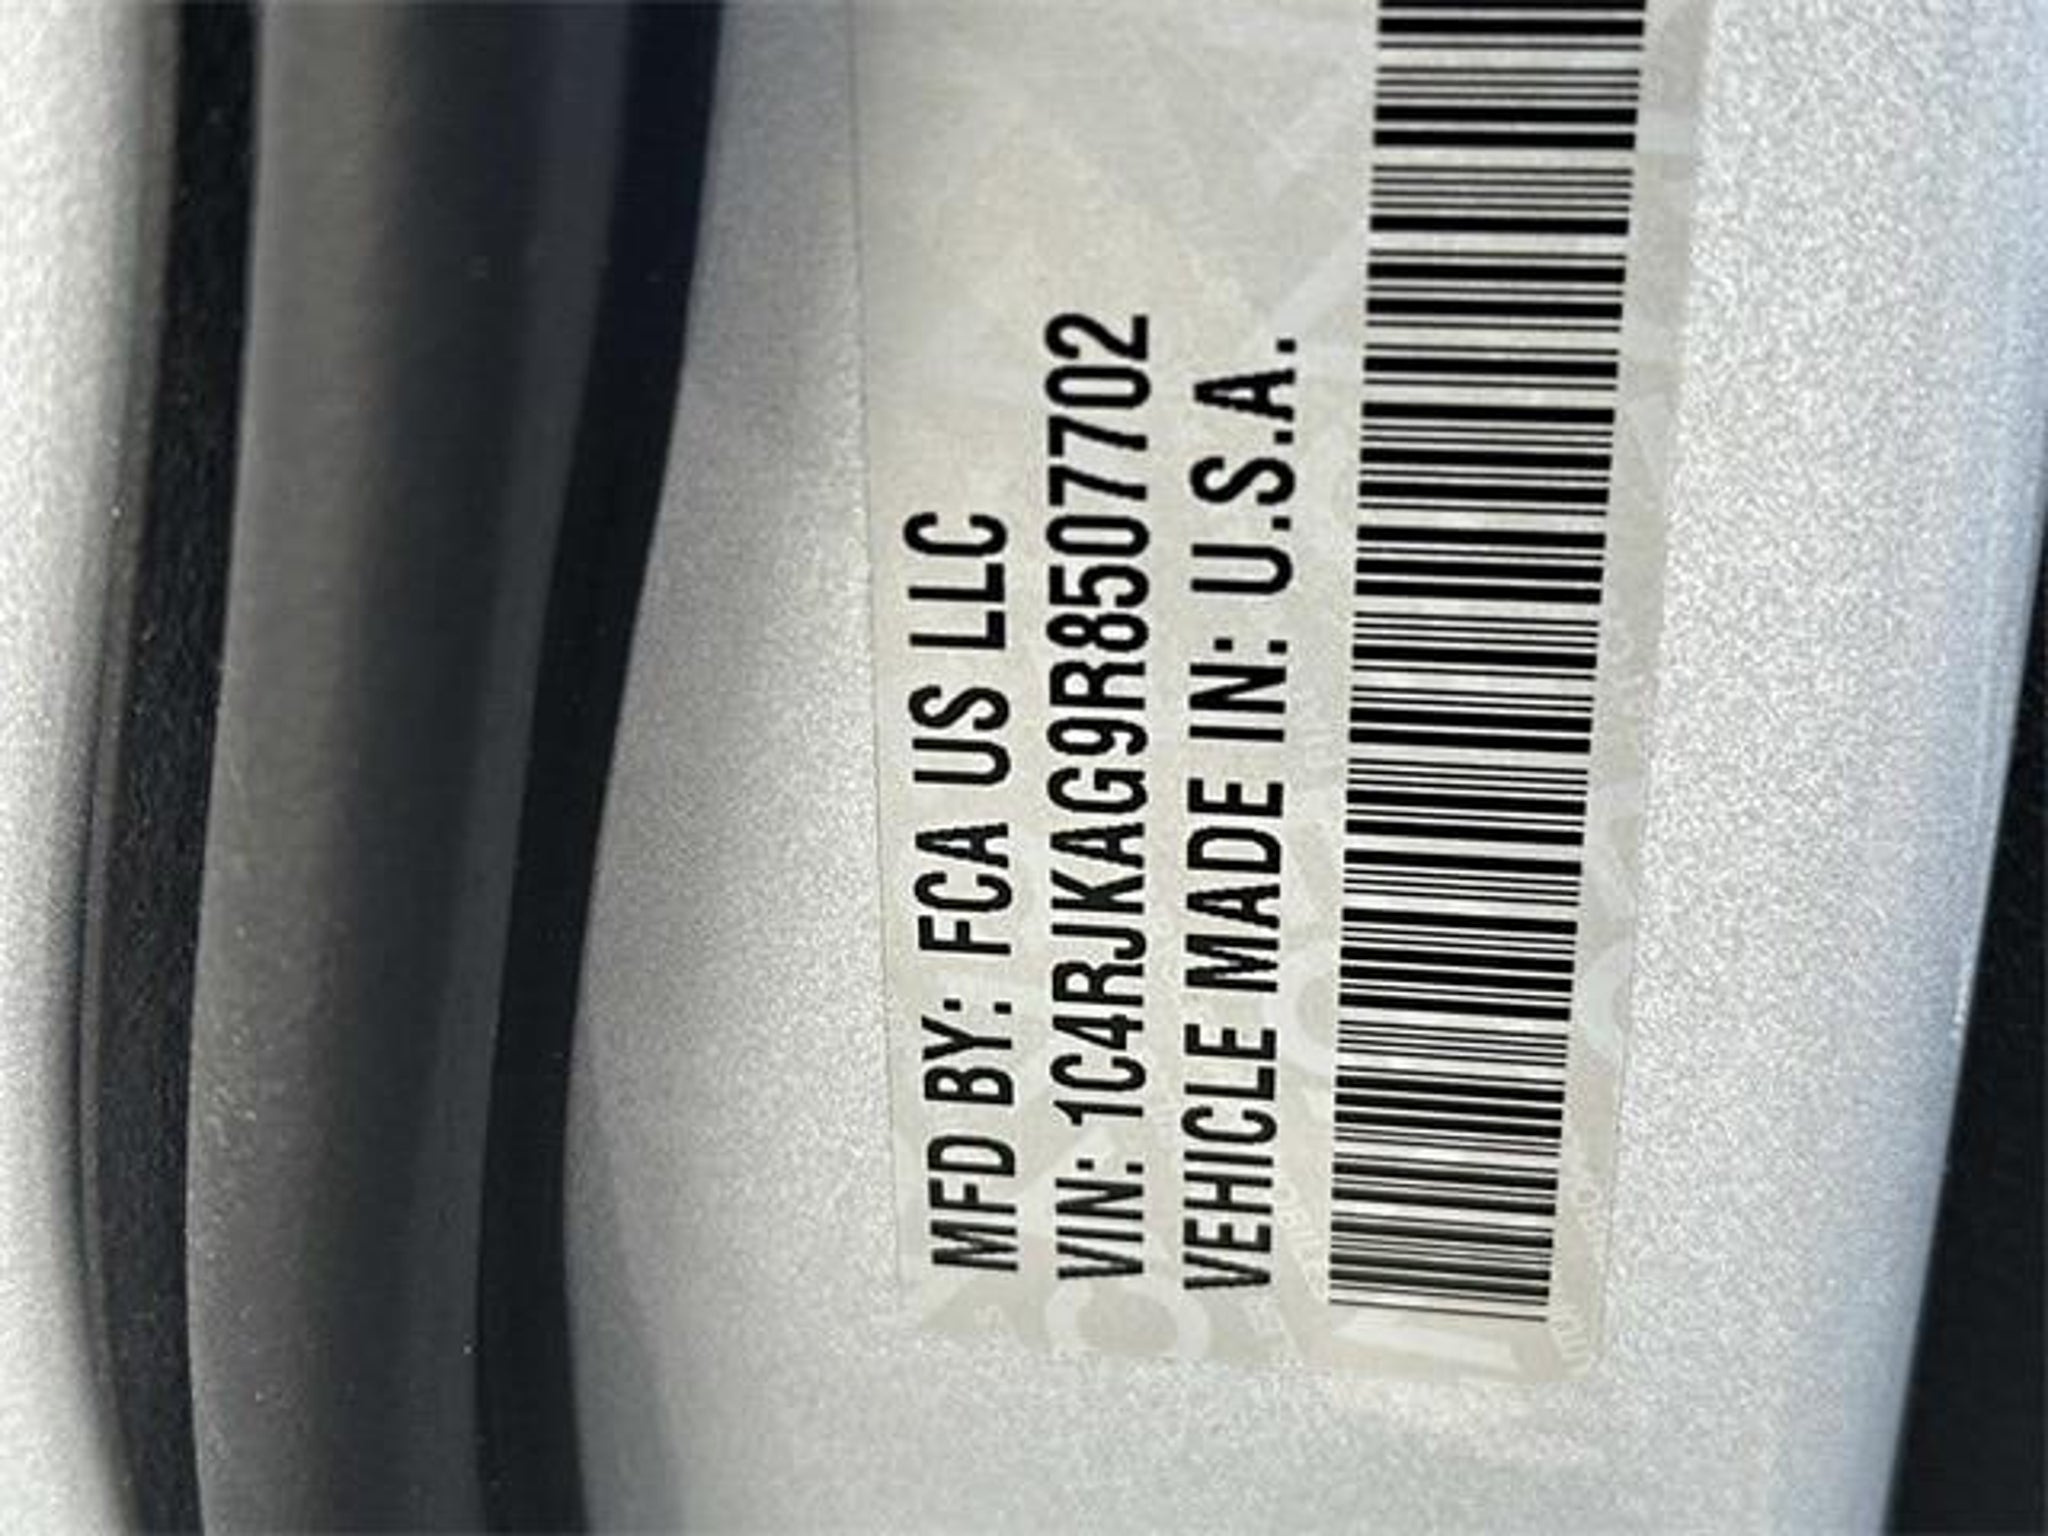 MFD BY: FCA US LLC
VIN: 1C4RJKAG9R8507702
VEHICLE MADE IN: U.S.A.